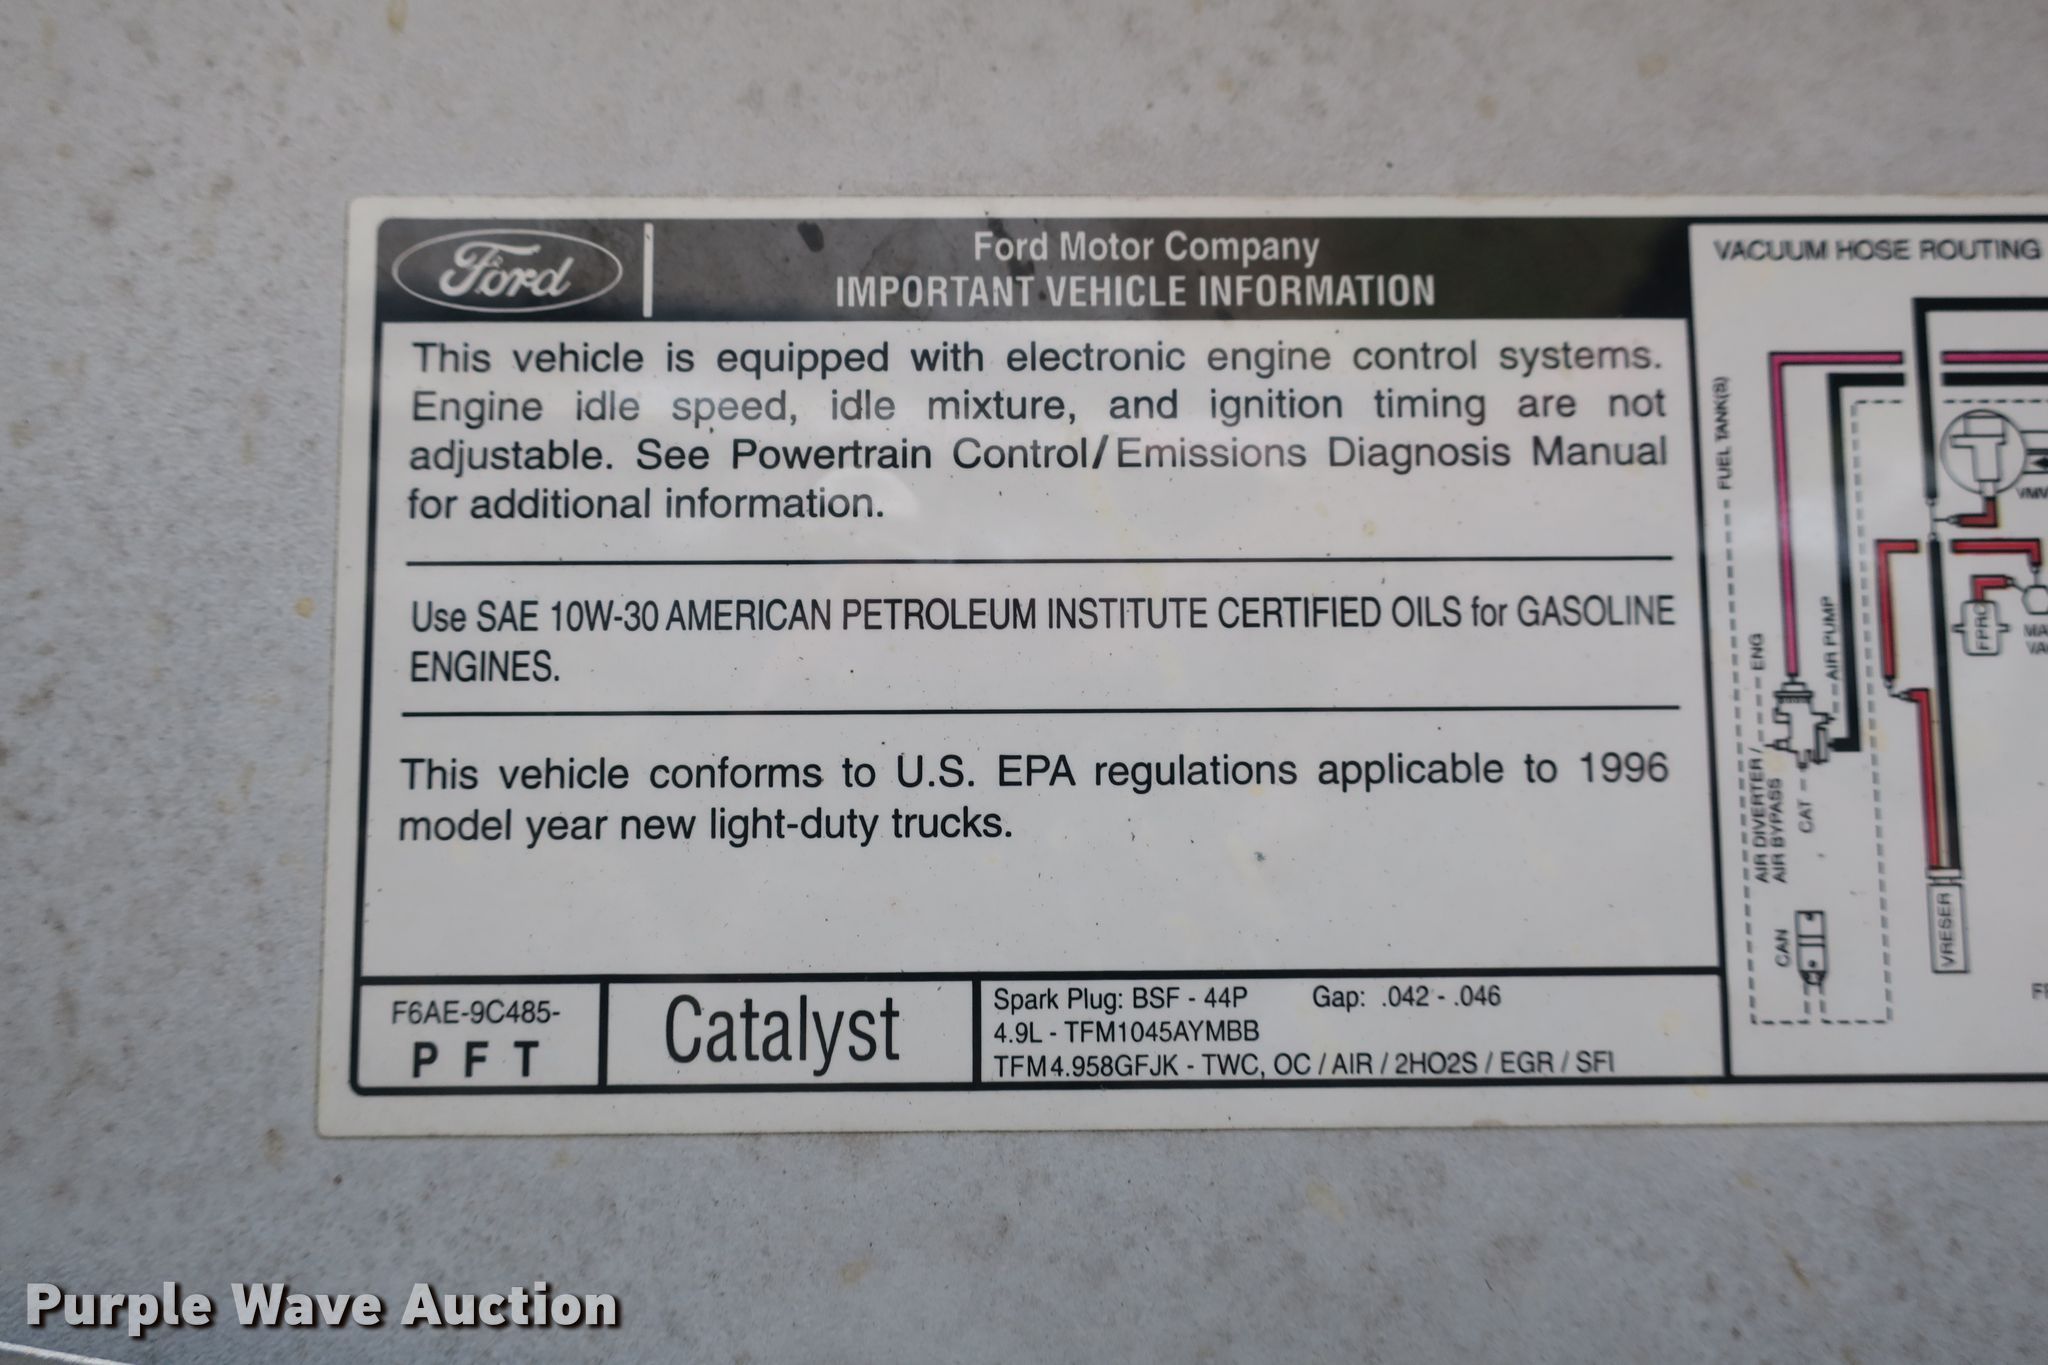 Ford
Ford Motor Company
IMPORTANT VEHICLE INFORMATION
This vehicle is equipped with electronic engine control systems.
Engine idle speed, idle mixture, and ignition timing are not
adjustable. See Powertrain Control/Emissions Diagnosis Manual
for additional information.
Use SAE 10W-30 AMERICAN PETROLEUM INSTITUTE CERTIFIED OILS for GASOLINE
ENGINES.
This vehicle conforms to U.S. EPA regulations applicable to 1996
model year new light-duty trucks.
F6AE-9C485-
P F T
Catalyst
Spark Plug: BSF - 44P Gap: .042 - .046
4.9L - TFM1045AYMBB
TFM4.958GFJK - TWC, OC / AIR / 2HO2S / EGR / SFI
VACUUM HOSE ROUTING
FUEL TANK(S)
ENG
AIR PUMP
AIR DIVERTER /
AIR BYPASS
CAT
CAN
FPRC
VRESER
Purple Wave Auction